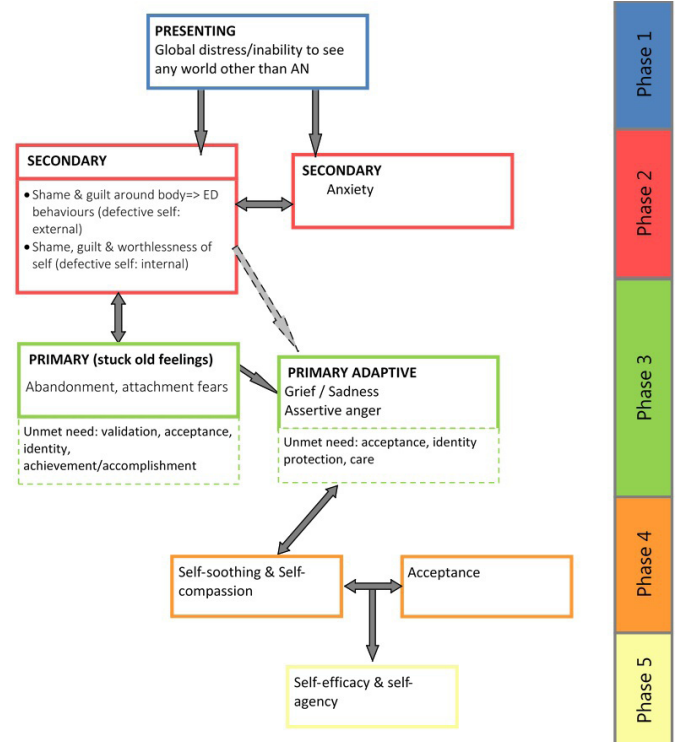 PRESENTING
Global distress/inability to see
any world other than AN
Phase 1
SECONDARY
• Shame & guilt around body=> ED
behaviours (defective self:
external)
• Shame, guilt & worthlessness of
self (defective self: internal)
SECONDARY
Anxiety
Phase 2
PRIMARY (stuck old feelings)
Abandonment, attachment fears
Unmet need: validation, acceptance,
identity,
achievement/accomplishment
PRIMARY ADAPTIVE
Grief / Sadness
Assertive anger
Unmet need: acceptance, identity
protection, care
Phase 3
Self-soothing & Self-
compassion
Acceptance
Phase 4
Self-efficacy & self-
agency
Phase 5